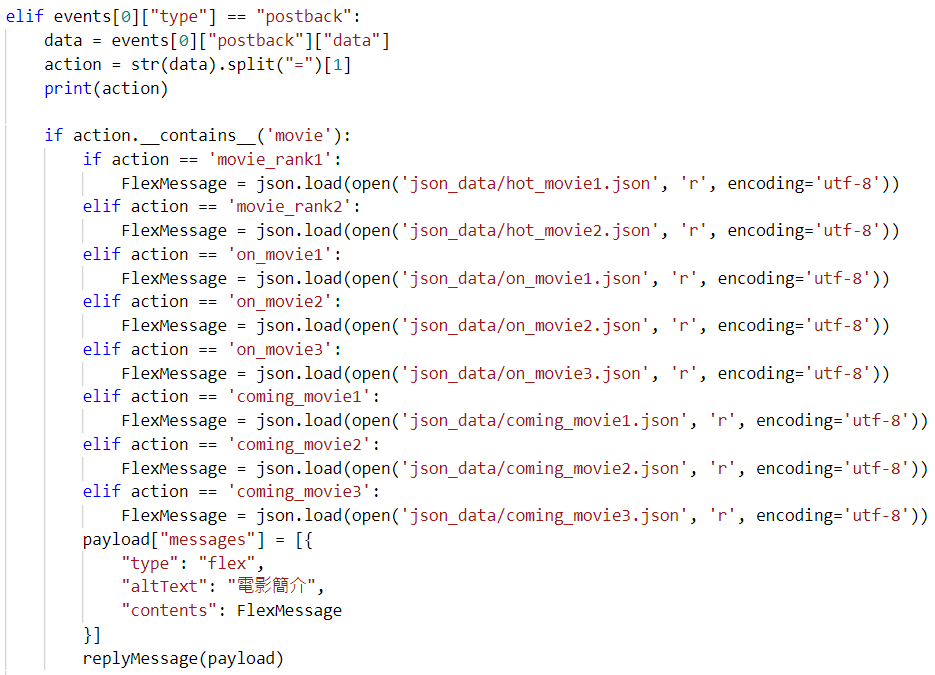 elif events[0]["type"] == "postback":
    data = events[0]["postback"]["data"]
    action = str(data).split("=")[1]
    print(action)

    if action.__contains__('movie'):
        if action == 'movie_rank1':
            FlexMessage = json.load(open('json_data/hot_movie1.json', 'r', encoding='utf-8'))
        elif action == 'movie_rank2':
            FlexMessage = json.load(open('json_data/hot_movie2.json', 'r', encoding='utf-8'))
        elif action == 'on_movie1':
            FlexMessage = json.load(open('json_data/on_movie1.json', 'r', encoding='utf-8'))
        elif action == 'on_movie2':
            FlexMessage = json.load(open('json_data/on_movie2.json', 'r', encoding='utf-8'))
        elif action == 'on_movie3':
            FlexMessage = json.load(open('json_data/on_movie3.json', 'r', encoding='utf-8'))
        elif action == 'coming_movie1':
            FlexMessage = json.load(open('json_data/coming_movie1.json', 'r', encoding='utf-8'))
        elif action == 'coming_movie2':
            FlexMessage = json.load(open('json_data/coming_movie2.json', 'r', encoding='utf-8'))
        elif action == 'coming_movie3':
            FlexMessage = json.load(open('json_data/coming_movie3.json', 'r', encoding='utf-8'))
        payload["messages"] = [{
            "type": "flex",
            "altText": "電影簡介",
            "contents": FlexMessage
        }]
        replyMessage(payload)